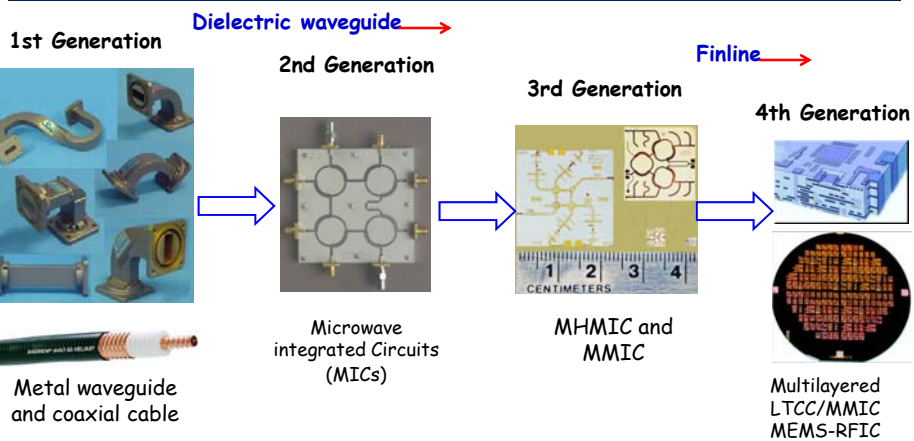 Dielectric waveguide
1st Generation
2nd Generation
Finline
3rd Generation
4th Generation
1 2 3 4
CENTIMETERS
Metal waveguide
and coaxial cable
Microwave
integrated Circuits
(MICs)
MHMIC and
MMIC
Multilayered
LTCC/MMIC
MEMS-RFIC